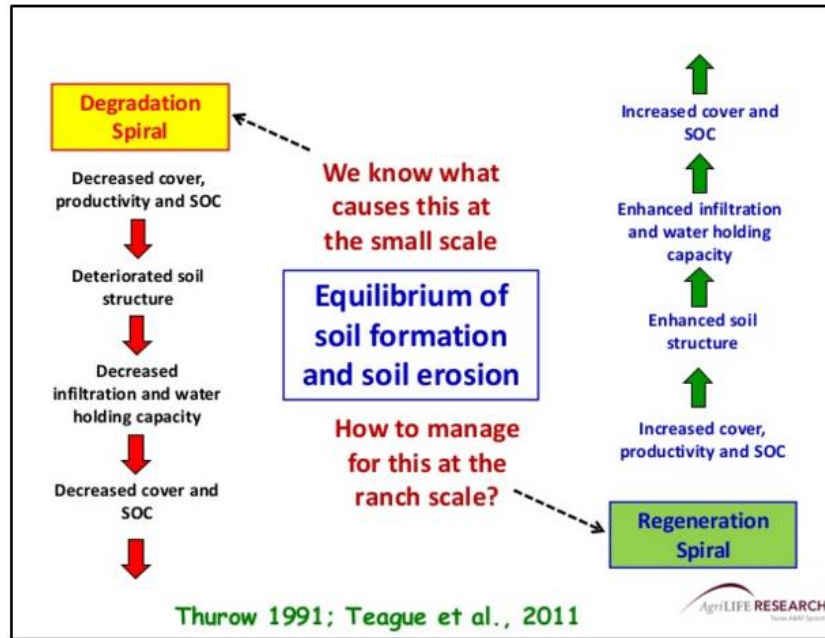 Degradation
Spiral
Decreased cover,
productivity and SOC
Deteriorated soil
structure
Decreased
infiltration and water
holding capacity
Decreased cover and
SOC
We know what
causes this at
the small scale
Equilibrium of
soil formation
and soil erosion
How to manage
for this at the
ranch scale?
Increased cover and
SOC
Enhanced infiltration
and water holding
capacity
Enhanced soil
structure
Increased cover,
productivity and SOC
Regeneration
Spiral
Thurow 1991; Teague et al., 2011
AgriLIFE RESEARCH
Texas A&M System